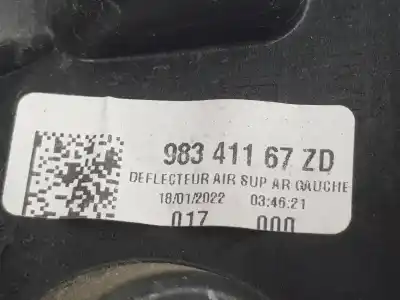 983 411 67 ZD
DEFLECTEUR AIR SUP AR GAUCHE
18/01/2022 03:46:21
017 000